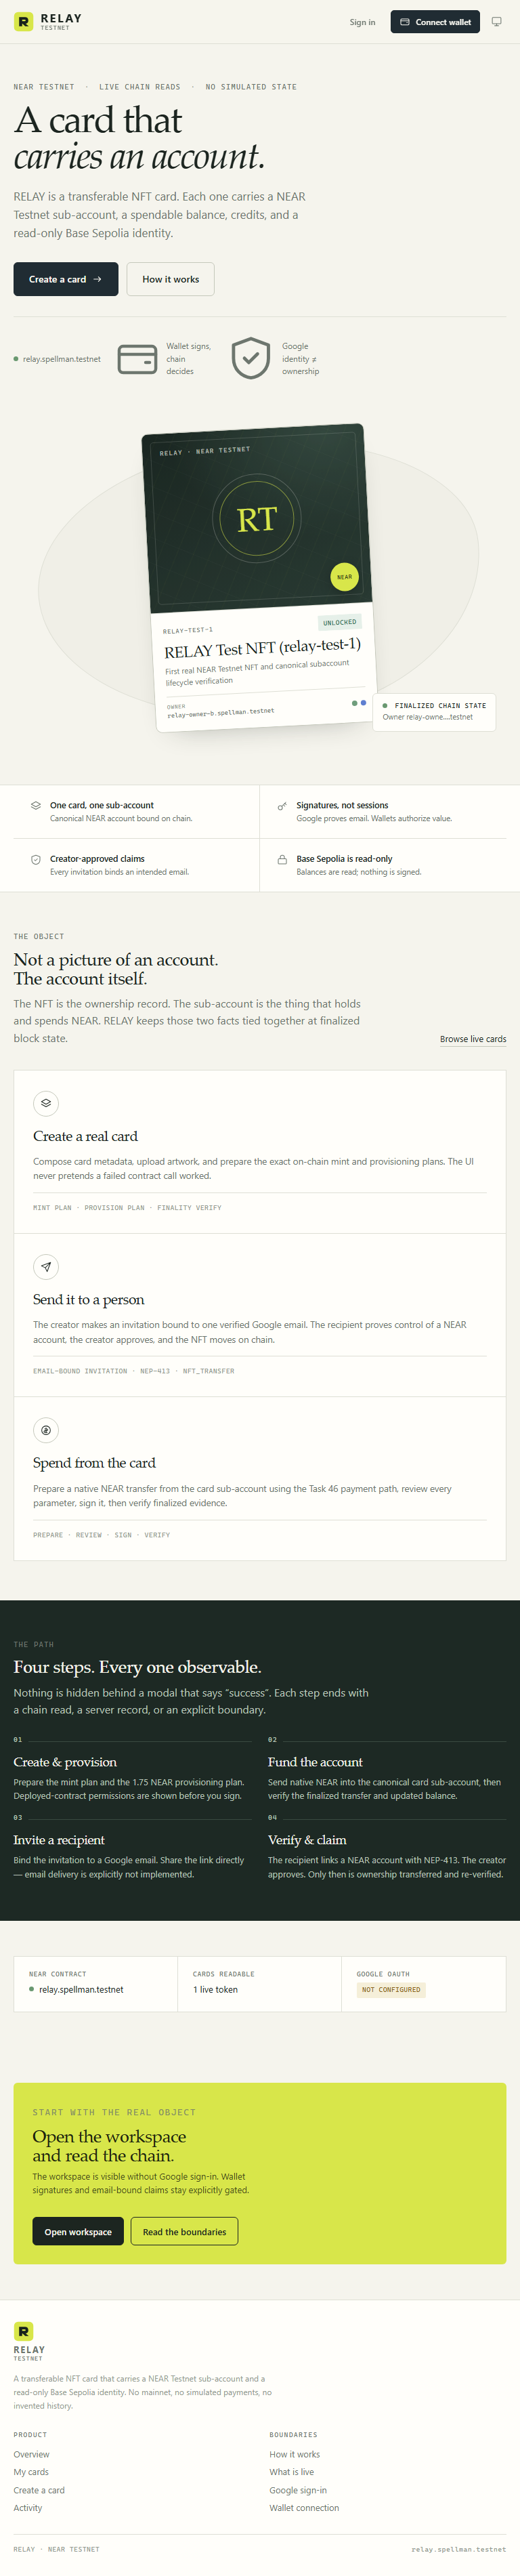 RELAY
TESTNET
Sign in
Connect wallet
NEAR TESTNET · LIVE CHAIN READS · NO SIMULATED STATE
A card that
carries an account.
RELAY is a transferable NFT card. Each one carries a NEAR
Testnet sub-account, a spendable balance, credits, and a
read-only Base Sepolia identity.
Create a card →
How it works
relay.spellman.testnet
Wallet signs,
chain
decides
Google
identity ≠
ownership
RELAY · NEAR TESTNET
RT
NEAR
RELAY-TEST-1
UNLOCKED
RELAY Test NFT (relay-test-1)
First real NEAR Testnet NFT and canonical subaccount
lifecycle verification
OWNER
relay-owner-b.spellman.testnet
FINALIZED CHAIN STATE
Owner relay-owne...testnet
One card, one sub-account
Canonical NEAR account bound on chain.
Signatures, not sessions
Google proves email. Wallets authorize value.
Creator-approved claims
Every invitation binds an intended email.
Base Sepolia is read-only
Balances are read; nothing is signed.
THE OBJECT
Not a picture of an account.
The account itself.
The NFT is the ownership record. The sub-account is the thing that holds
and spends NEAR. RELAY keeps those two facts tied together at finalized
block state.
Browse live cards
Create a real card
Compose card metadata, upload artwork, and prepare the exact on-chain mint and provisioning plans. The UI
never pretends a failed contract call worked.
MINT PLAN · PROVISION PLAN · FINALITY VERIFY
Send it to a person
The creator makes an invitation bound to one verified Google email. The recipient proves control of a NEAR
account, the creator approves, and the NFT moves on chain.
EMAIL-BOUND INVITATION · NEP-413 · NFT_TRANSFER
Spend from the card
Prepare a native NEAR transfer from the card sub-account using the Task 46 payment path, review every
parameter, sign it, then verify finalized evidence.
PREPARE · REVIEW · SIGN · VERIFY
THE PATH
Four steps. Every one observable.
Nothing is hidden behind a modal that says “success”. Each step ends with
a chain read, a server record, or an explicit boundary.
01
Create & provision
Prepare the mint plan and the 1.75 NEAR provisioning plan.
Deployed-contract permissions are shown before you sign.
02
Fund the account
Send native NEAR into the canonical card sub-account, then
verify the finalized transfer and updated balance.
03
Invite a recipient
Bind the invitation to a Google email. Share the link directly
— email delivery is explicitly not implemented.
04
Verify & claim
The recipient links a NEAR account with NEP-413. The creator
approves. Only then is ownership transferred and re-verified.
NEAR CONTRACT
relay.spellman.testnet
CARDS READABLE
1 live token
GOOGLE OAUTH
NOT CONFIGURED
START WITH THE REAL OBJECT
Open the workspace
and read the chain.
The workspace is visible without Google sign-in. Wallet
signatures and email-bound claims stay explicitly gated.
Open workspace
Read the boundaries
RELAY
TESTNET
A transferable NFT card that carries a NEAR Testnet sub-account and a
read-only Base Sepolia identity. No mainnet, no simulated payments, no
invented history.
PRODUCT
Overview
My cards
Create a card
Activity
BOUNDARIES
How it works
What is live
Google sign-in
Wallet connection
RELAY · NEAR TESTNET
relay.spellman.testnet